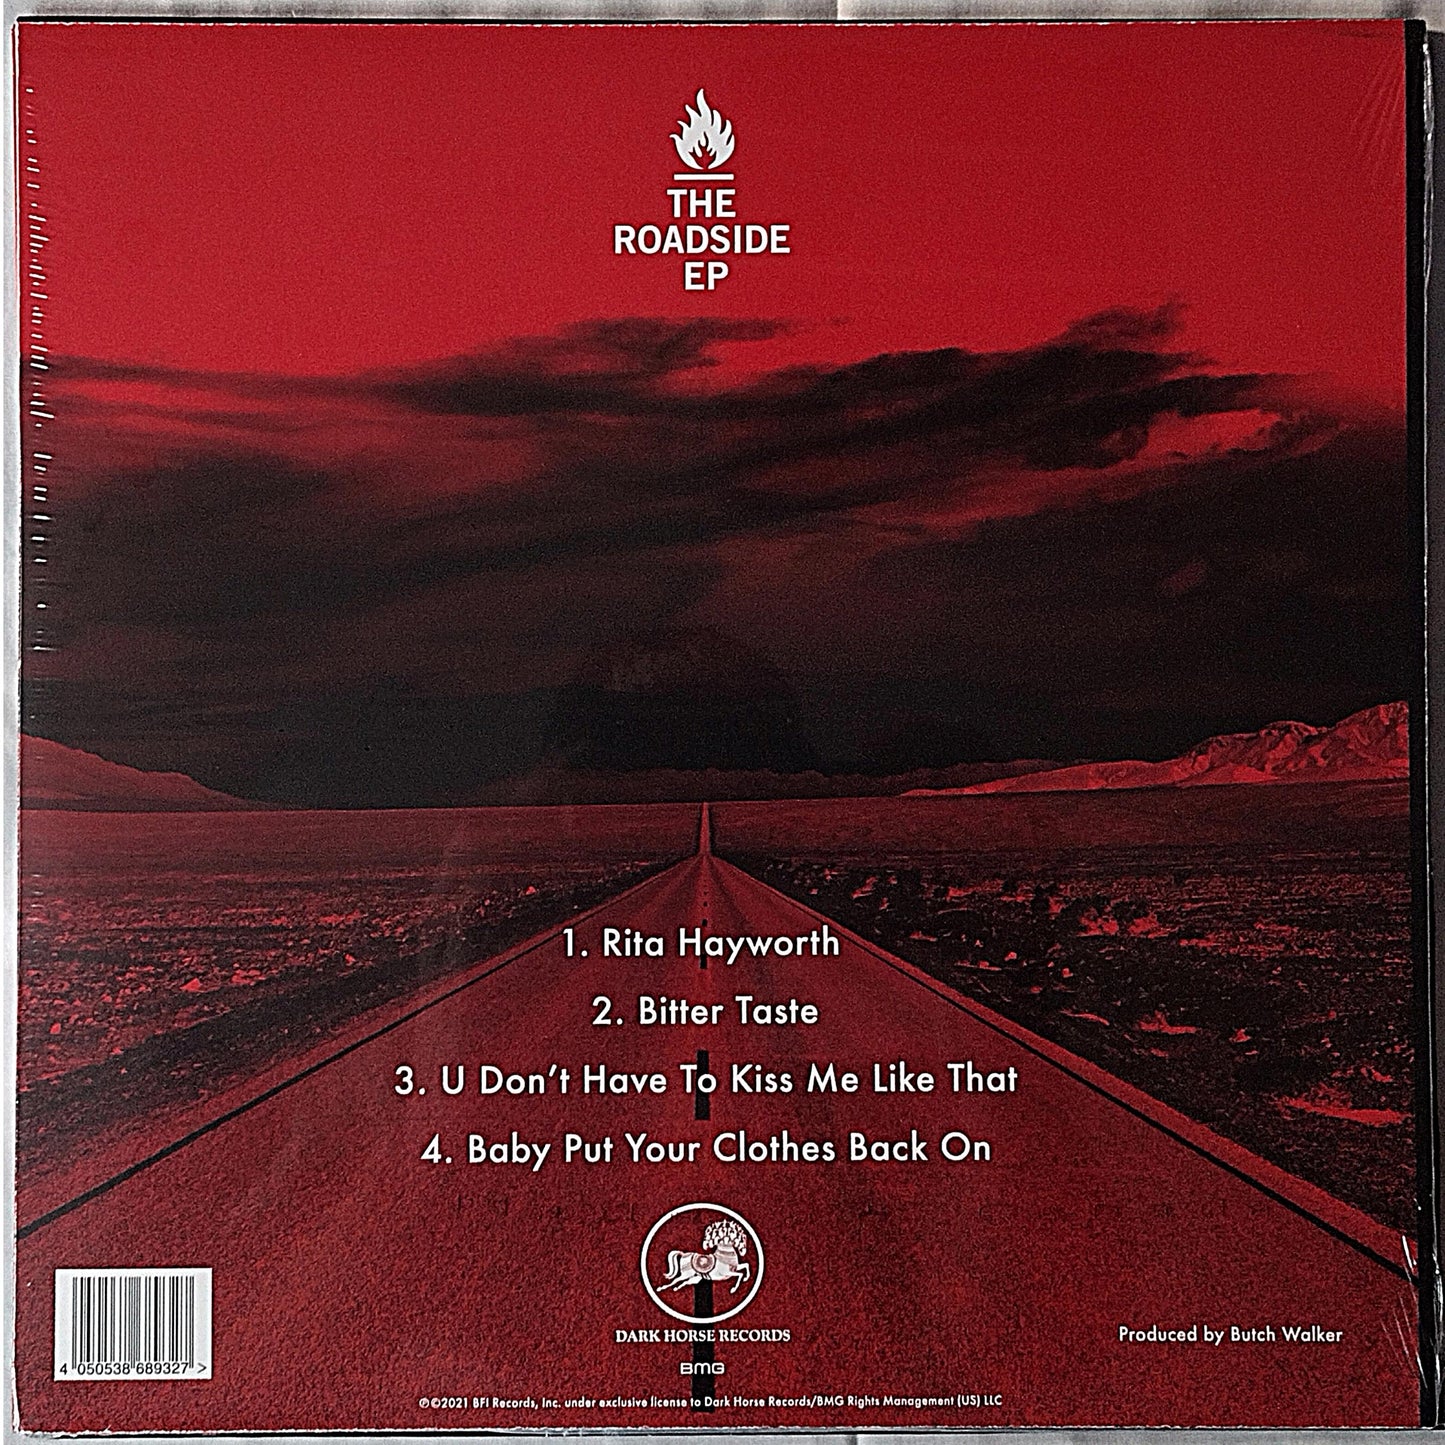 THE
ROADSIDE
EP
1. Rita Hayworth
2. Bitter Taste
3. U Don't Have To Kiss Me Like That
4. Baby Put Your Clothes Back On
DARK HORSE RECORDS
BMG
Produced by Butch Walker
4 050538 689327 >
℗©2021 BFI Records, Inc. under exclusive license to Dark Horse Records/BMG Rights Management (US) LLC